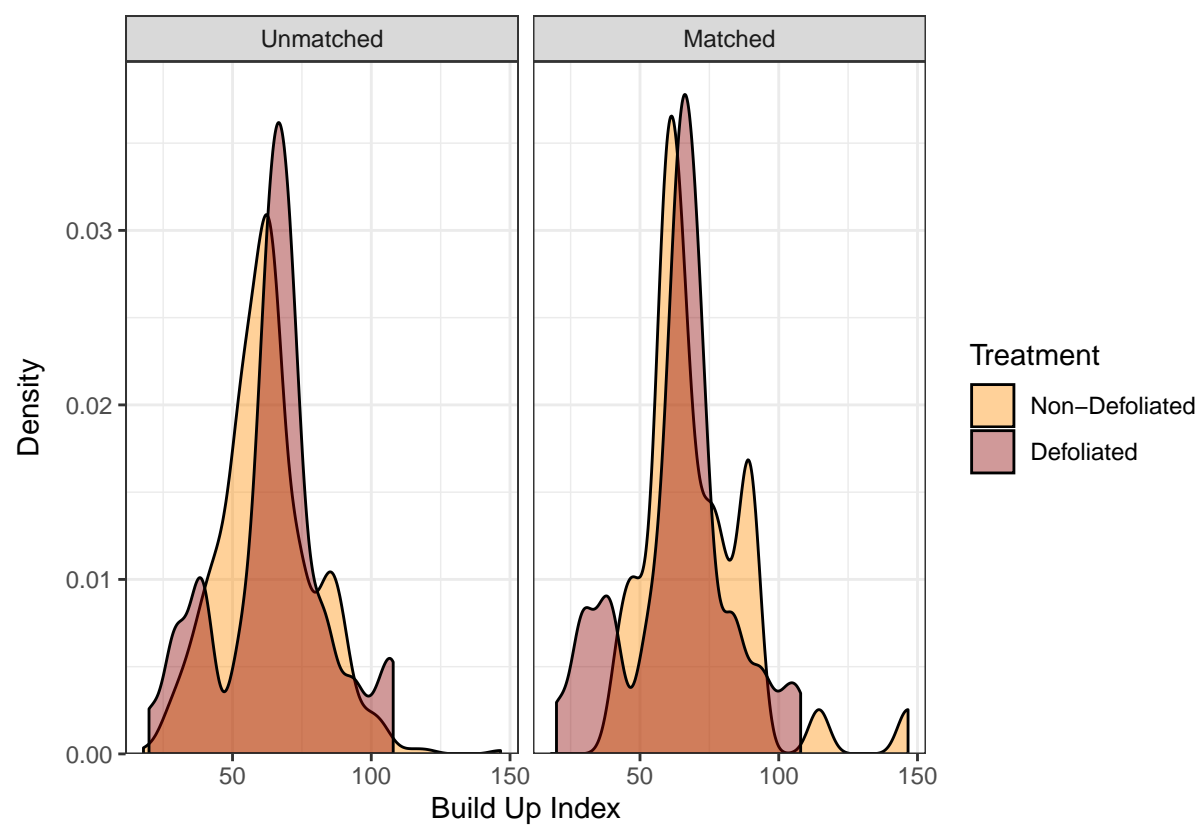 Unmatched
Matched
Density
0.03
0.02
0.01
0.00
50
100
150
50
100
150
Build Up Index
Treatment
Non−Defoliated
Defoliated